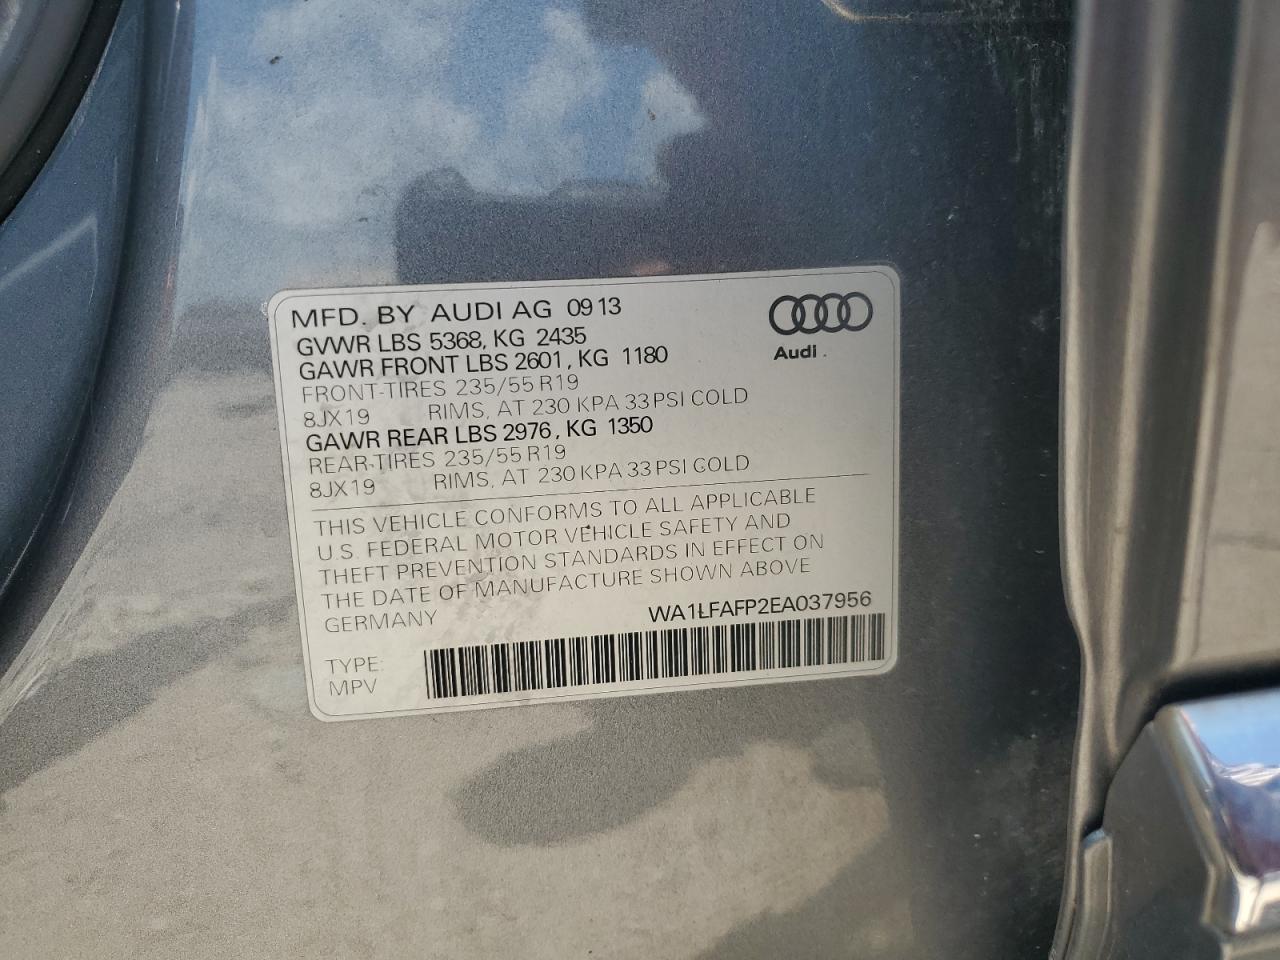 MFD. BY AUDI AG 09 13
GVWR LBS 5368, KG 2435
GAWR FRONT LBS 2601, KG 1180
FRONT-TIRES 235/55 R19
8JX19 RIMS, AT 230 KPA 33 PSI COLD
GAWR REAR LBS 2976, KG 1350
REAR-TIRES 235/55 R19
8JX19 RIMS, AT 230 KPA 33 PSI COLD
Audi
THIS VEHICLE CONFORMS TO ALL APPLICABLE
U.S. FEDERAL MOTOR VEHICLE SAFETY AND
THEFT PREVENTION STANDARDS IN EFFECT ON
THE DATE OF MANUFACTURE SHOWN ABOVE
GERMANY WA1LFAFP2EA037956
TYPE:
MPV